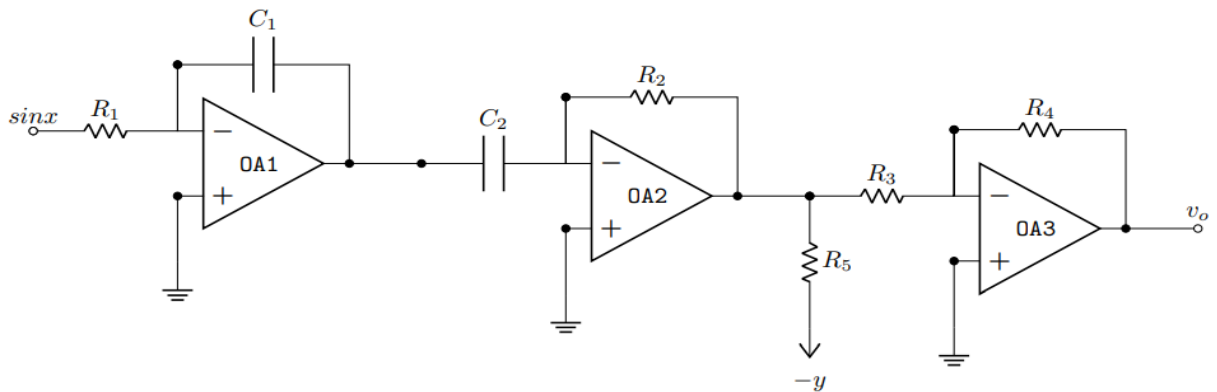 C₁
sinx
R₁
−
OA1
+
C₂
R₂
−
OA2
+
R₅
−y
R₃
R₄
−
OA3
+
vₒ